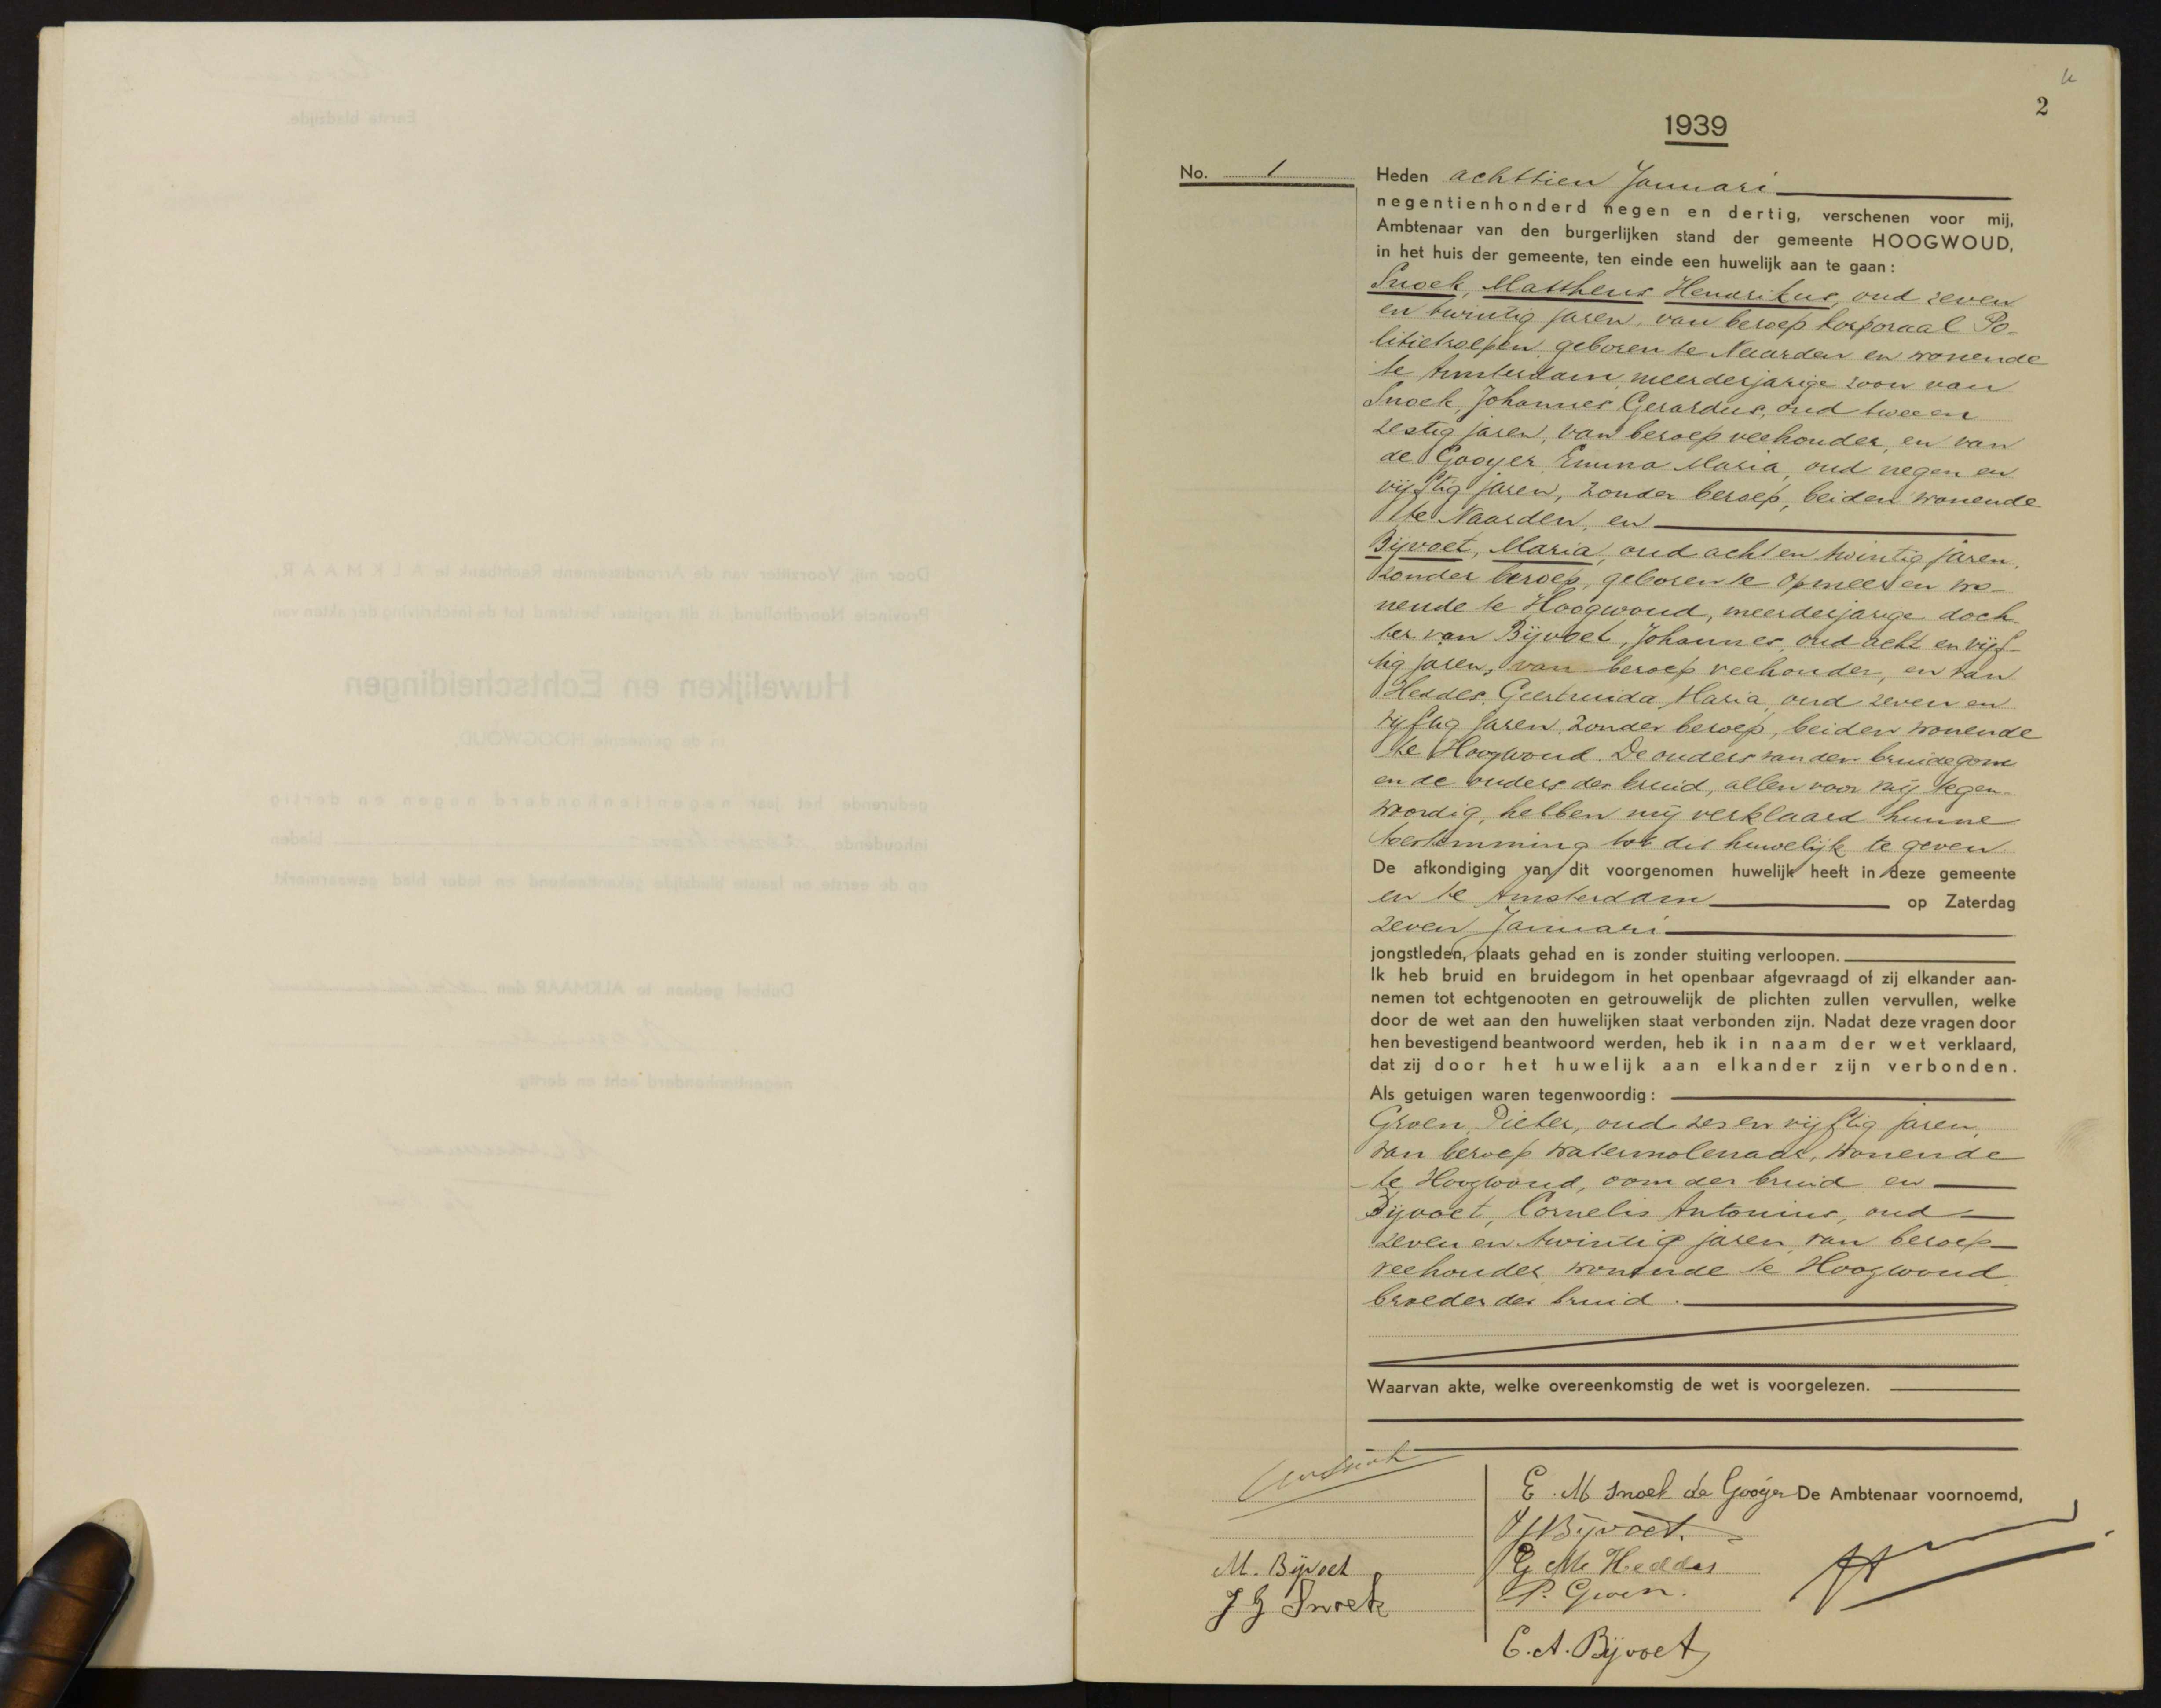 2
1939
No. 1
Heden achttien Januari
negentienhonderd negen en dertig, verschenen voor mij,
Ambtenaar van den burgerlijken stand der gemeente HOOGWOUD,
in het huis der gemeente, ten einde een huwelijk aan te gaan:
Snoek, Mattheus Hendrikus, oud zeven
en twintig jaren, van beroep korporaal Po-
litietroepen, geboren te Naarden en wonende
te Amsterdam, meerderjarige zoon van
Snoek, Johannes Gerardus, oud twee en
zestig jaren, van beroep veehouder, en van
de Gooyer, Emma Maria, oud negen en
vijftig jaren, zonder beroep, beiden wonende
te Naarden, en
Bijvoet, Maria, oud acht en twintig jaren,
zonder beroep, geboren te Opmeer en wo-
nende te Hoogwoud, meerderjarige doch-
ter van Bijvoet, Johannes, oud acht en vijf-
tig jaren, van beroep veehouder, en van
Heddes, Geertruida Maria, oud zeven en
vijftig jaren, zonder beroep, beiden wonende
te Hoogwoud. De ouders van den bruidegom
en de ouders der bruid, allen voor mij tegen-
woordig, hebben mij verklaard hunne
toestemming tot dit huwelijk te geven.
De afkondiging van dit voorgenomen huwelijk heeft in deze gemeente
en te Amsterdam op Zaterdag
zeven Januari
jongstleden, plaats gehad en is zonder stuiting verloopen.
Ik heb bruid en bruidegom in het openbaar afgevraagd of zij elkander aan-
nemen tot echtgenooten en getrouwelijk de plichten zullen vervullen, welke
door de wet aan den huwelijken staat verbonden zijn. Nadat deze vragen door
hen bevestigend beantwoord werden, heb ik in naam der wet verklaard,
dat zij door het huwelijk aan elkander zijn verbonden.
Als getuigen waren tegenwoordig:
Groen, Pieter, oud zes en vijftig jaren,
van beroep watermolenaar, wonende
te Hoogwoud, oom der bruid en
Bijvoet, Cornelis Antonius, oud
zeven en twintig jaren, van beroep
veehouder, wonende te Hoogwoud,
broeder der bruid.
Waarvan akte, welke overeenkomstig de wet is voorgelezen.
E. M Snoek de Gooijer De Ambtenaar voornoemd,
J Bijvoet.
M. Bijvoet
G M Heddes
J G Snoek
P. Groen.
C. A. Bijvoet